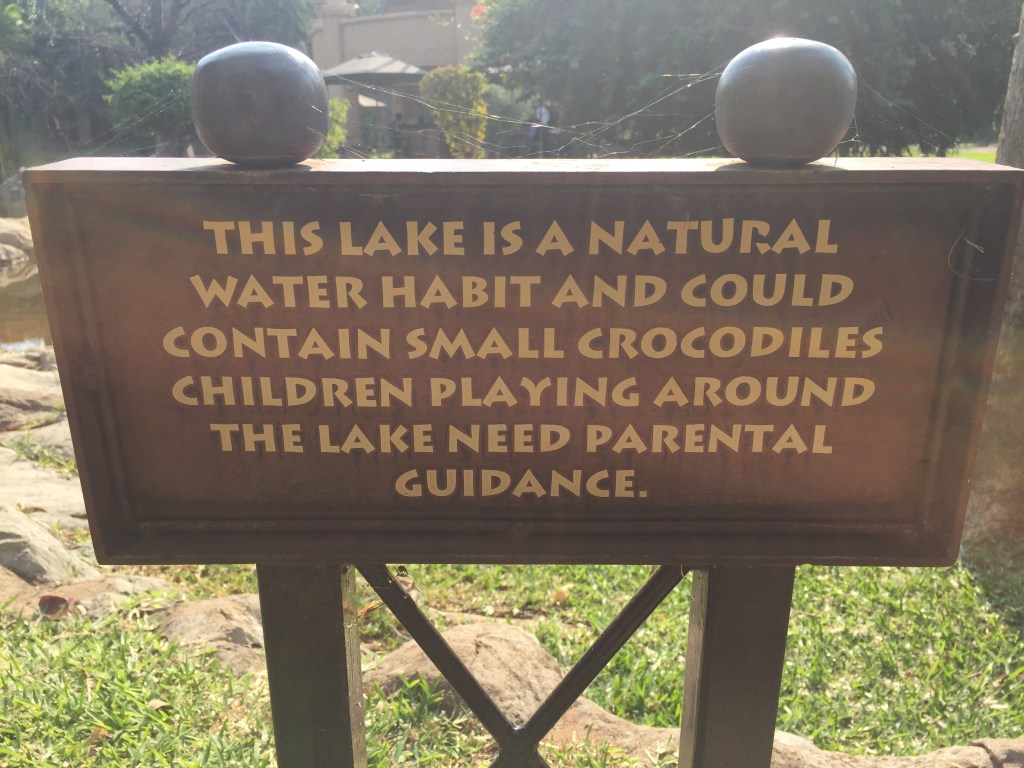 THIS LAKE IS A NATURAL
WATER HABIT AND COULD
CONTAIN SMALL CROCODILES
CHILDREN PLAYING AROUND
THE LAKE NEED PARENTAL
GUIDANCE.